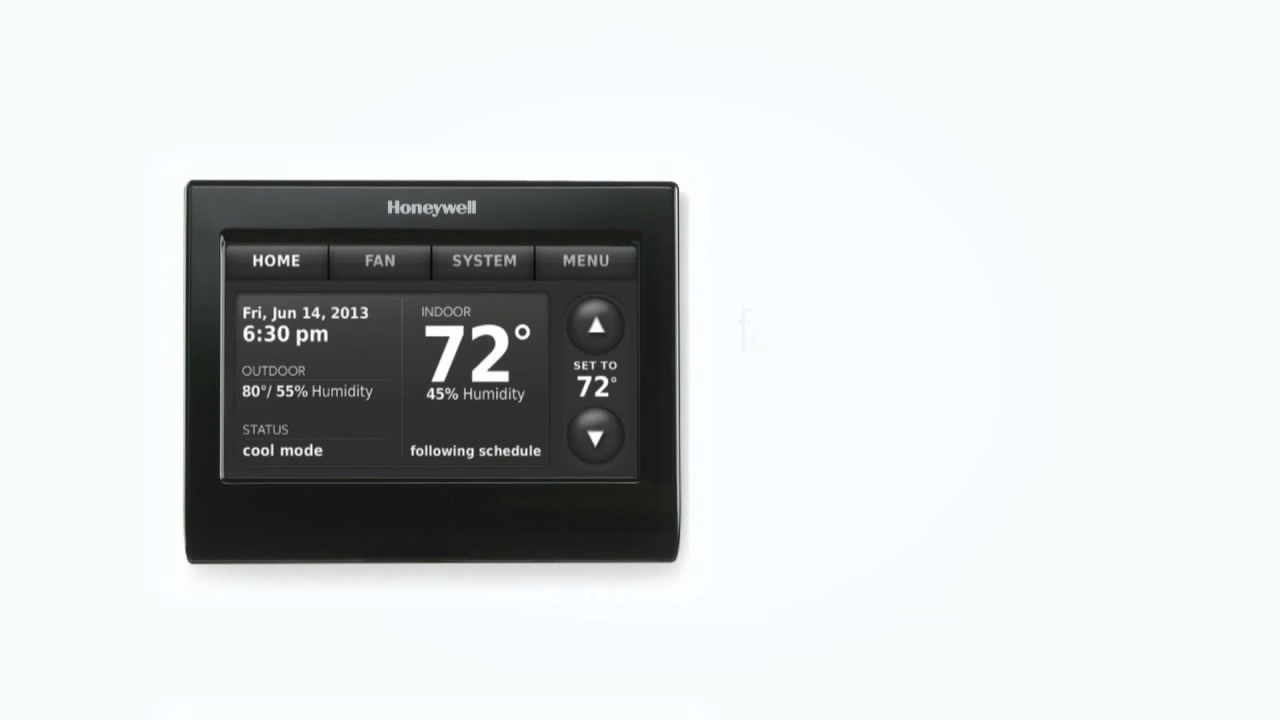 Honeywell
HOME FAN SYSTEM MENU
Fri, Jun 14, 2013
6:30 pm
OUTDOOR
80°/ 55% Humidity
STATUS
cool mode
INDOOR
72°
45% Humidity
following schedule
▲
SET TO
72°
▼
f